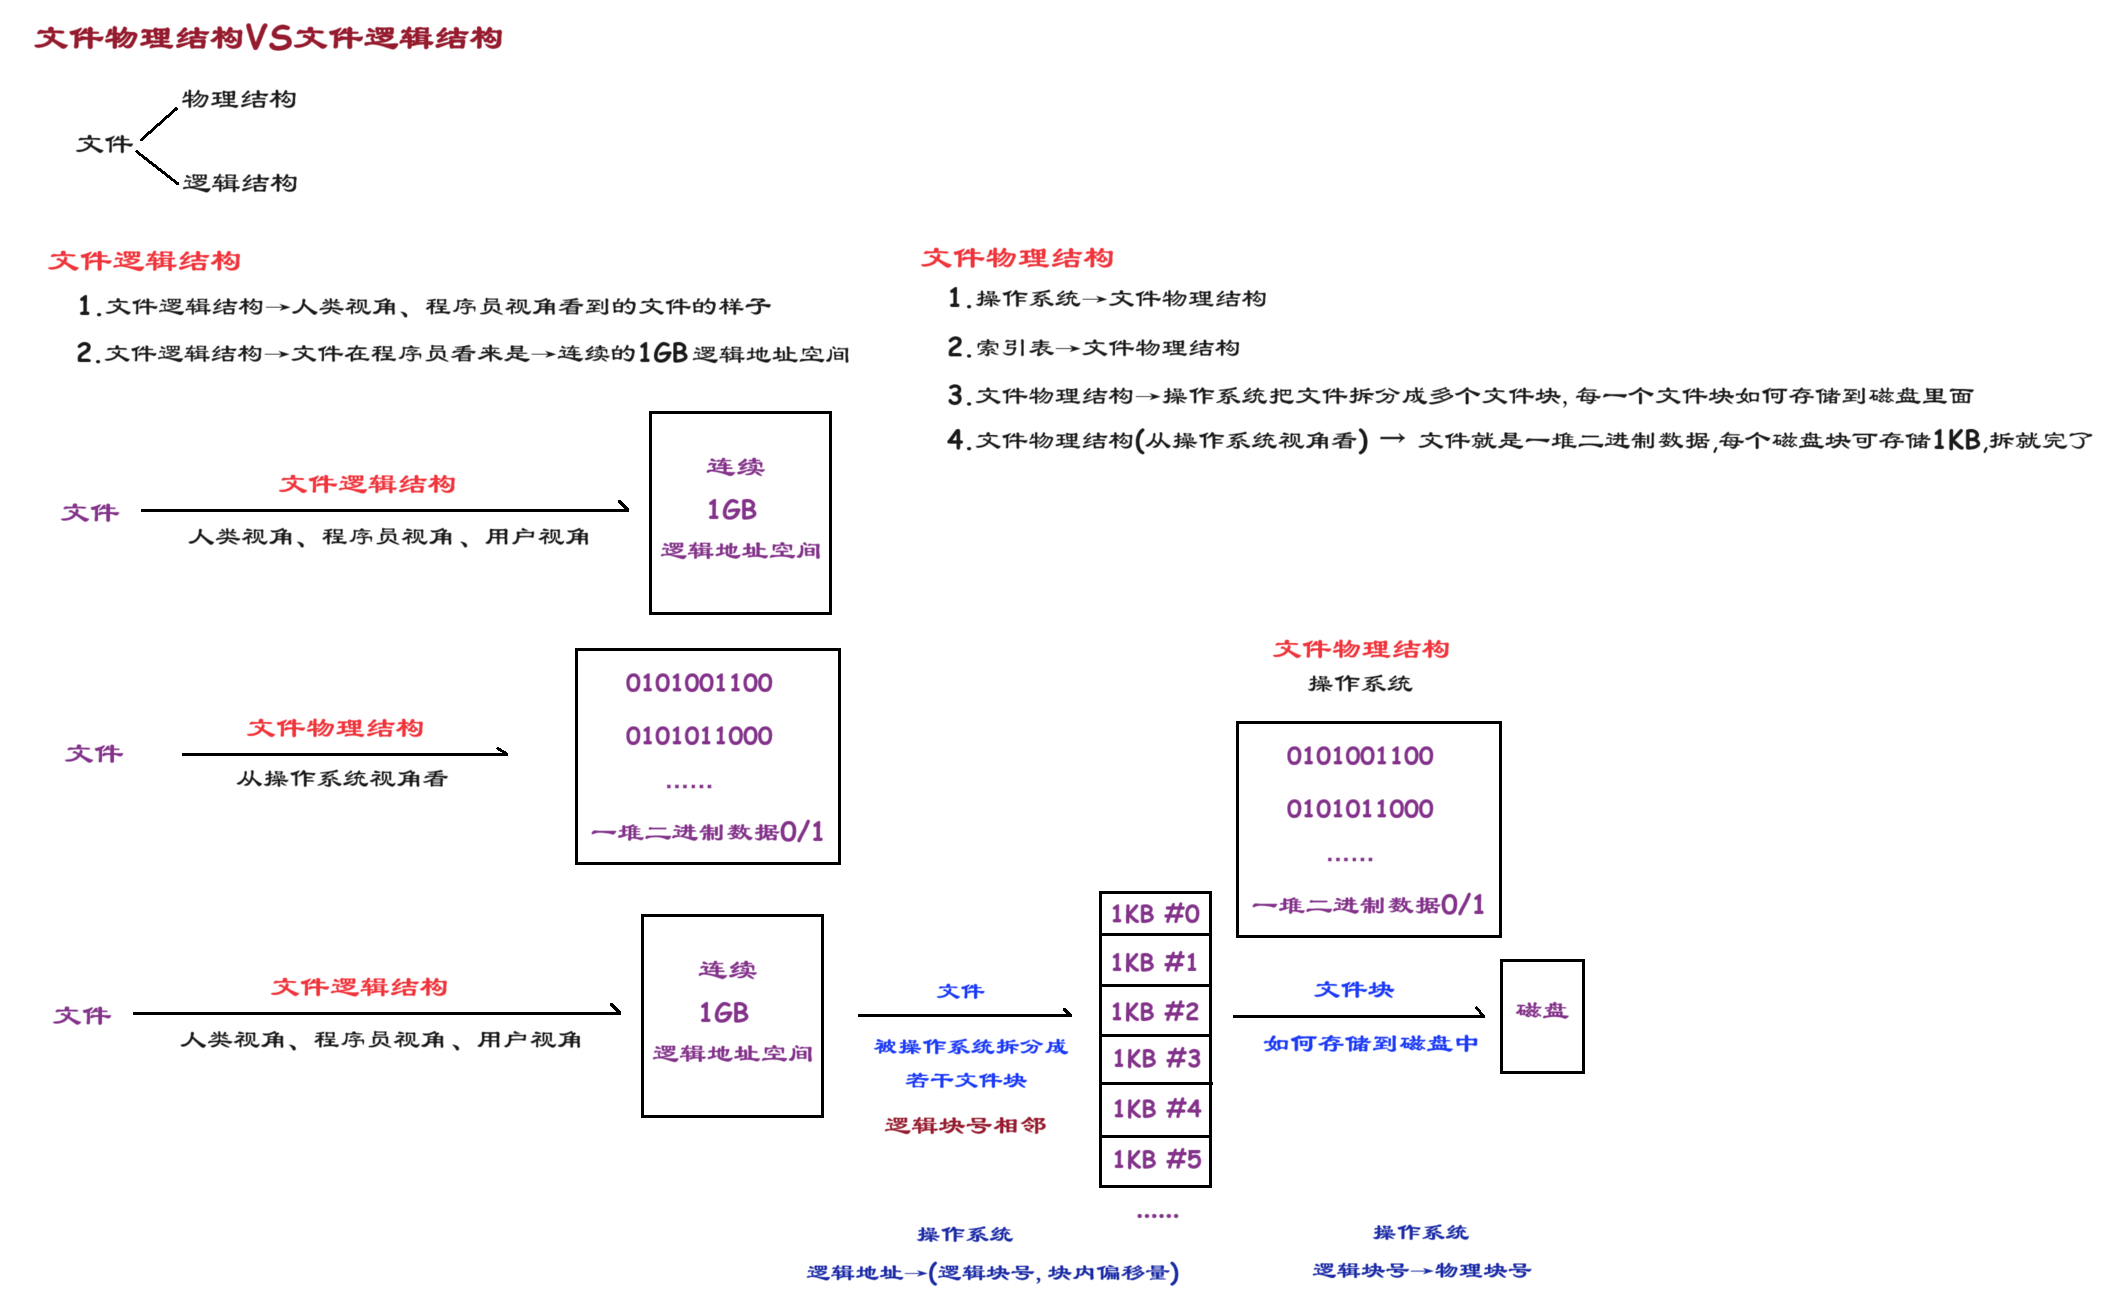 文件物理结构VS文件逻辑结构
物理结构
文件
逻辑结构
文件逻辑结构
1.文件逻辑结构→人类视角、程序员视角看到的文件的样子
2.文件逻辑结构→文件在程序员看来是→连续的1GB逻辑地址空间
文件物理结构
1.操作系统→文件物理结构
2.索引表→文件物理结构
3.文件物理结构→操作系统把文件拆分成多个文件块,每一个文件块如何存储到磁盘里面
4.文件物理结构(从操作系统视角看) → 文件就是一堆二进制数据,每个磁盘块可存储1KB,拆就完了
文件
文件逻辑结构
人类视角、程序员视角、用户视角
连续
1GB
逻辑地址空间
文件
文件物理结构
从操作系统视角看
0101001100
0101011000
......
一堆二进制数据0/1
文件物理结构
操作系统
0101001100
0101011000
......
一堆二进制数据0/1
文件
文件逻辑结构
人类视角、程序员视角、用户视角
连续
1GB
逻辑地址空间
文件
被操作系统拆分成
若干文件块
逻辑块号相邻
1KB #0
1KB #1
1KB #2
1KB #3
1KB #4
1KB #5
......
文件块
如何存储到磁盘中
磁盘
操作系统
逻辑地址→(逻辑块号,块内偏移量)
操作系统
逻辑块号→物理块号